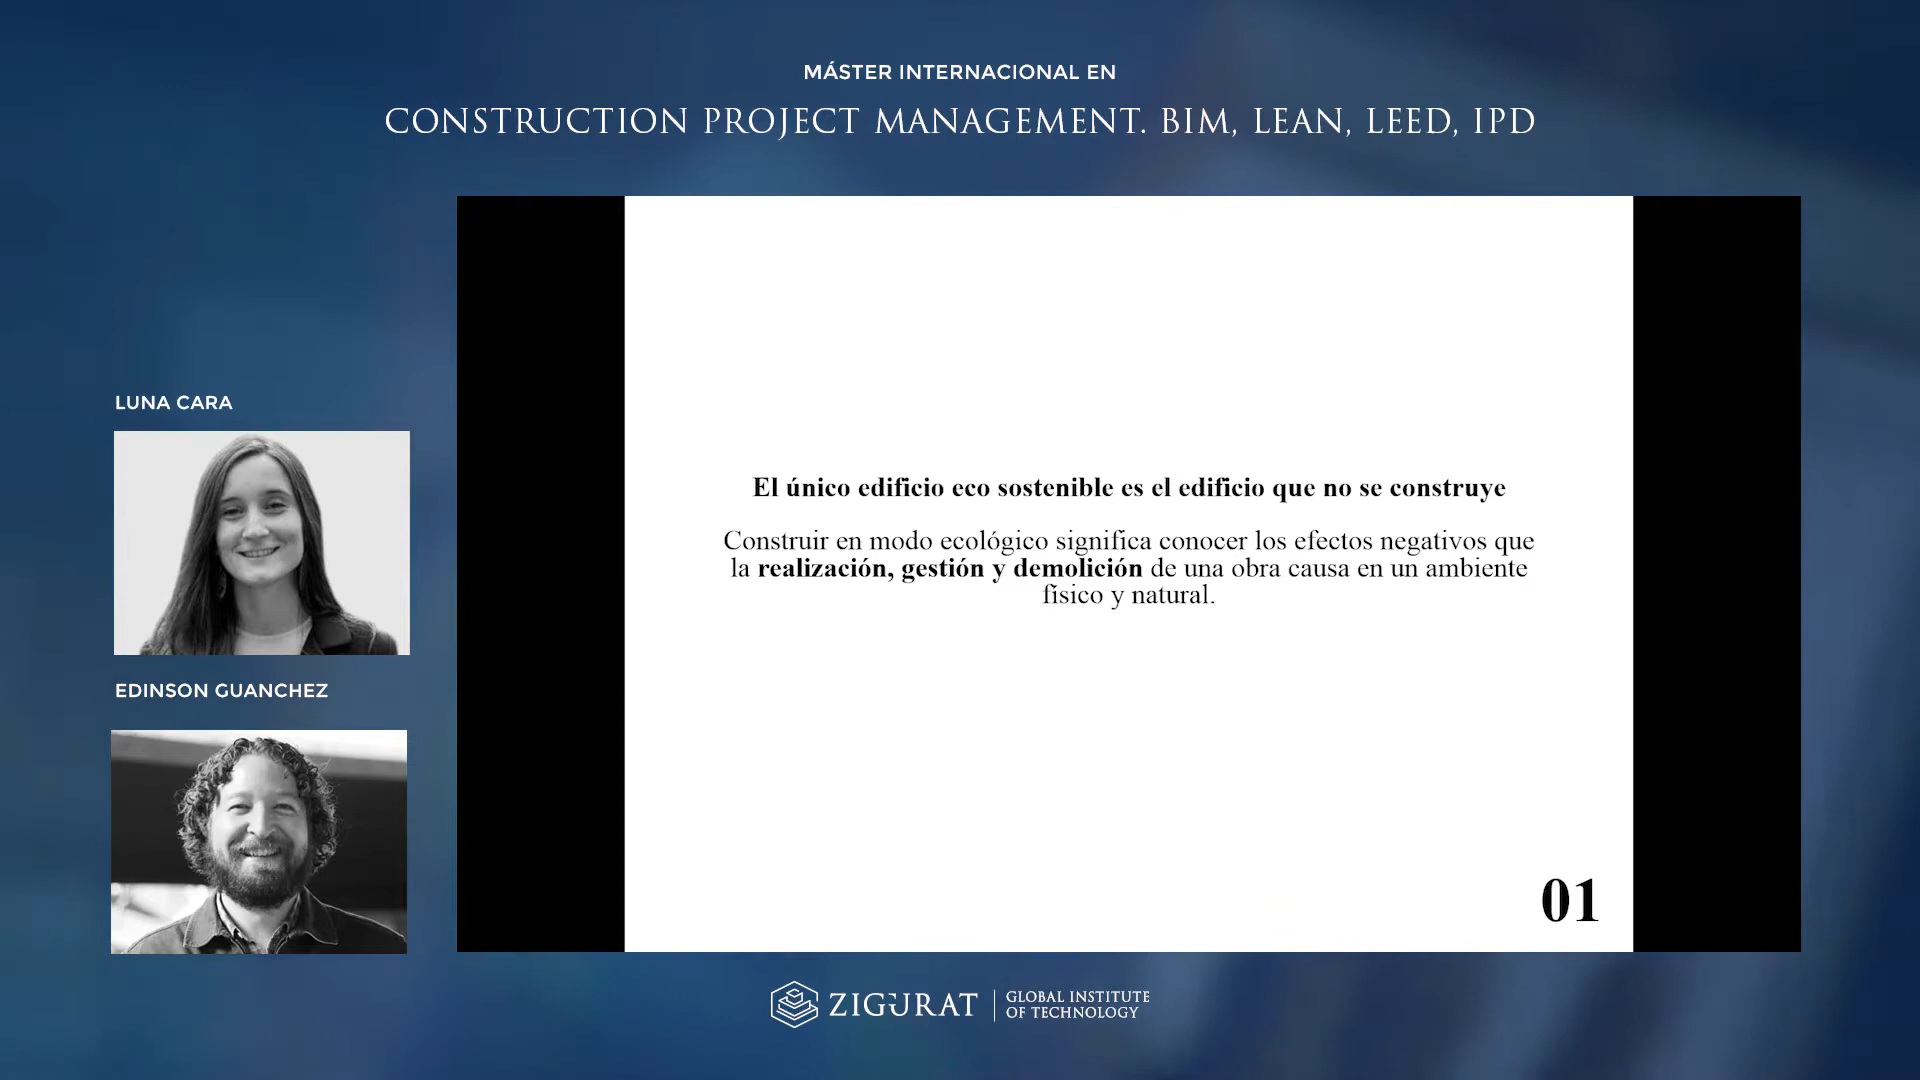 MÁSTER INTERNACIONAL EN
CONSTRUCTION PROJECT MANAGEMENT. BIM, LEAN, LEED, IPD
LUNA CARA
EDINSON GUANCHEZ
El único edificio eco sostenible es el edificio que no se construye
Construir en modo ecológico significa conocer los efectos negativos que
la realización, gestión y demolición de una obra causa en un ambiente
físico y natural.
01
ZIGURAT
GLOBAL INSTITUTE
OF TECHNOLOGY